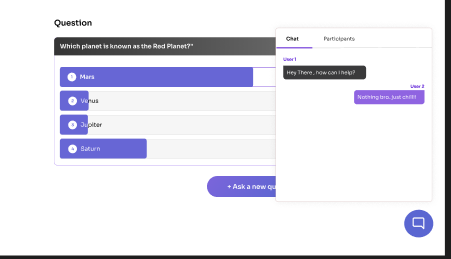 Question
Which planet is known as the Red Planet?"
1 Mars
2 Venus
3 Jupiter
4 Saturn
+ Ask a new qu
Chat Participants
User 1
Hey There , how can I help?
User 2
Nothing bro, just chill!!